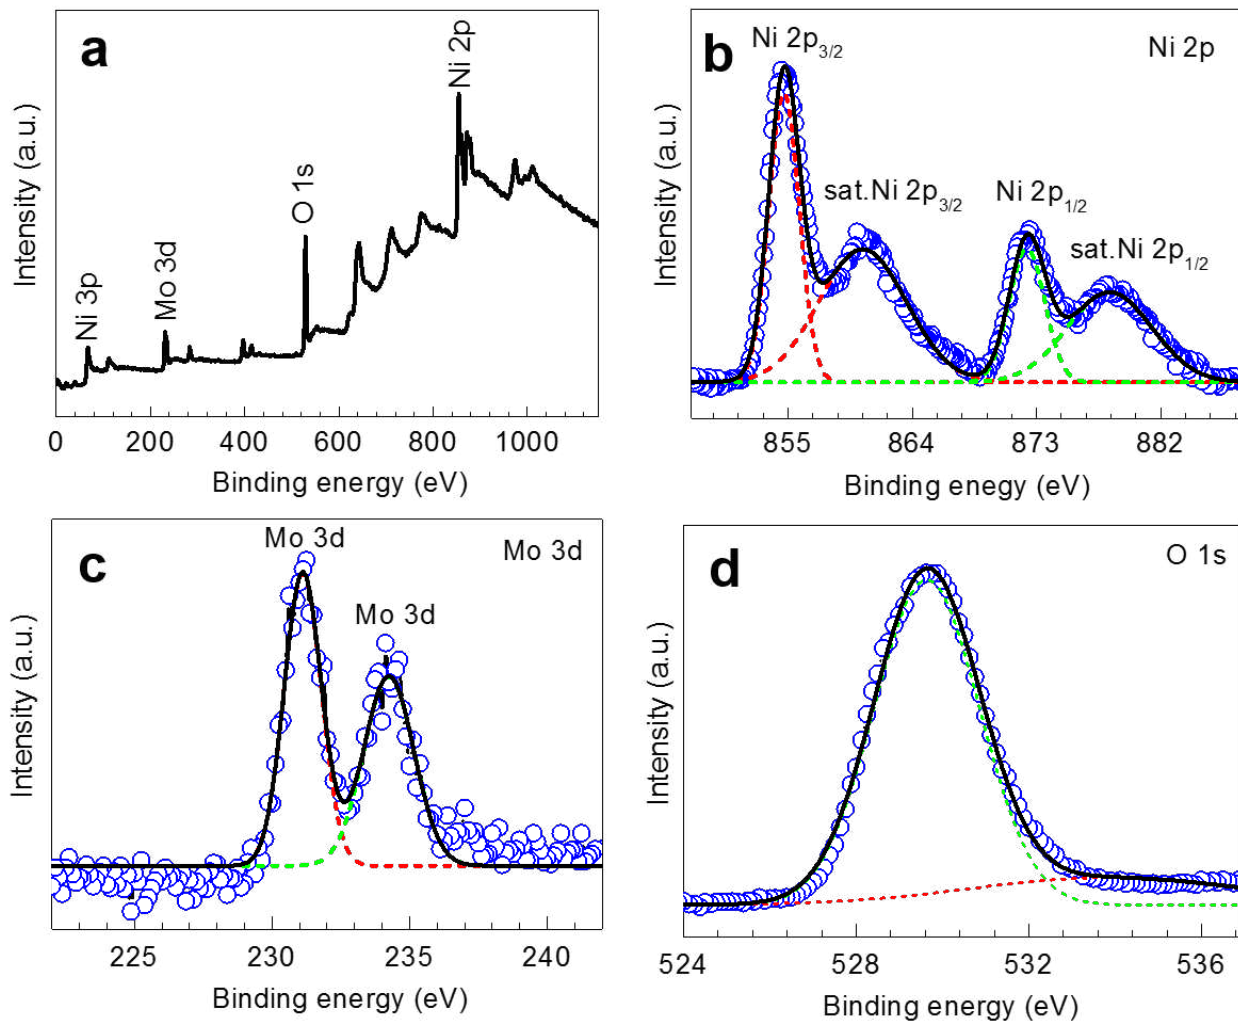 a
Ni 3p
Mo 3d
O 1s
Ni 2p
Intensity (a.u.)
0 200 400 600 800 1000
Binding energy (eV)
b
Ni 2p3/2
Ni 2p
sat.Ni 2p3/2
Ni 2p1/2
sat.Ni 2p1/2
Intensity (a.u.)
855 864 873 882
Binding enegy (eV)
c
Mo 3d
Mo 3d
Mo 3d
Intensity (a.u.)
225 230 235 240
Binding energy (eV)
d
O 1s
Intensity (a.u.)
524 528 532 536
Binding energy (eV)